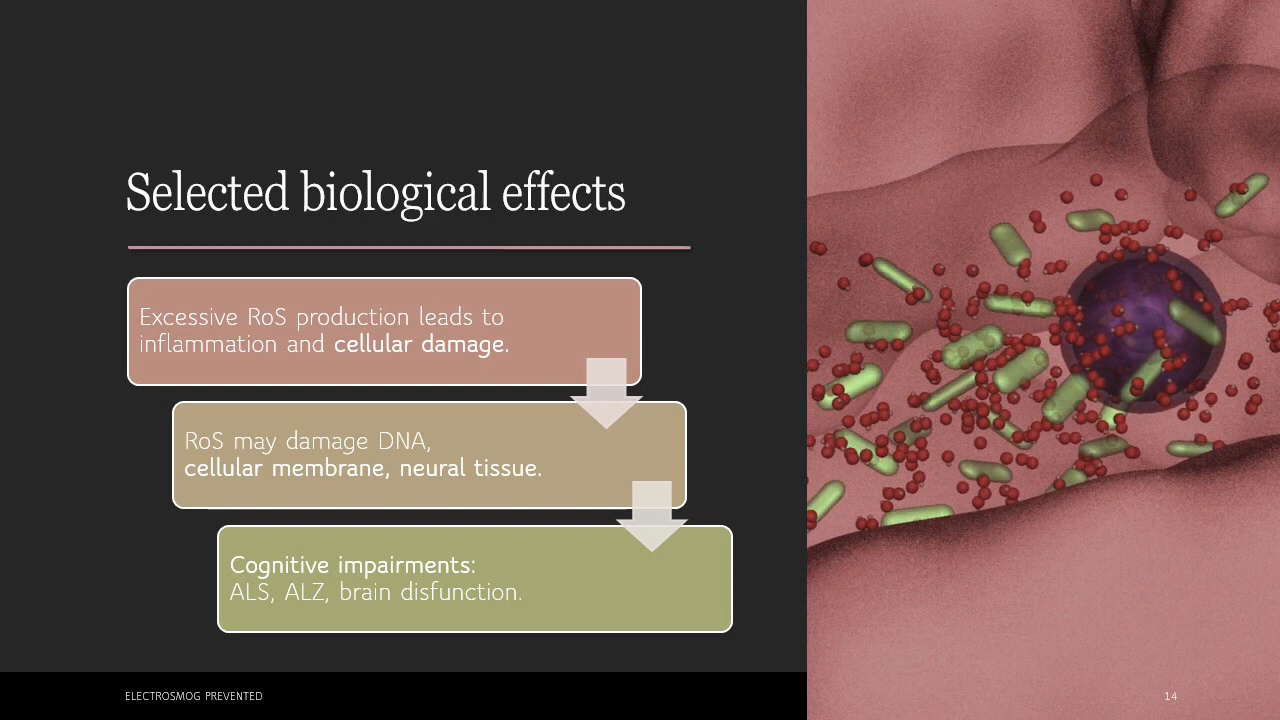 Selected biological effects
Excessive RoS production leads to
inflammation and cellular damage.
RoS may damage DNA,
cellular membrane, neural tissue.
Cognitive impairments:
ALS, ALZ, brain disfunction.
ELECTROSMOG PREVENTED
14